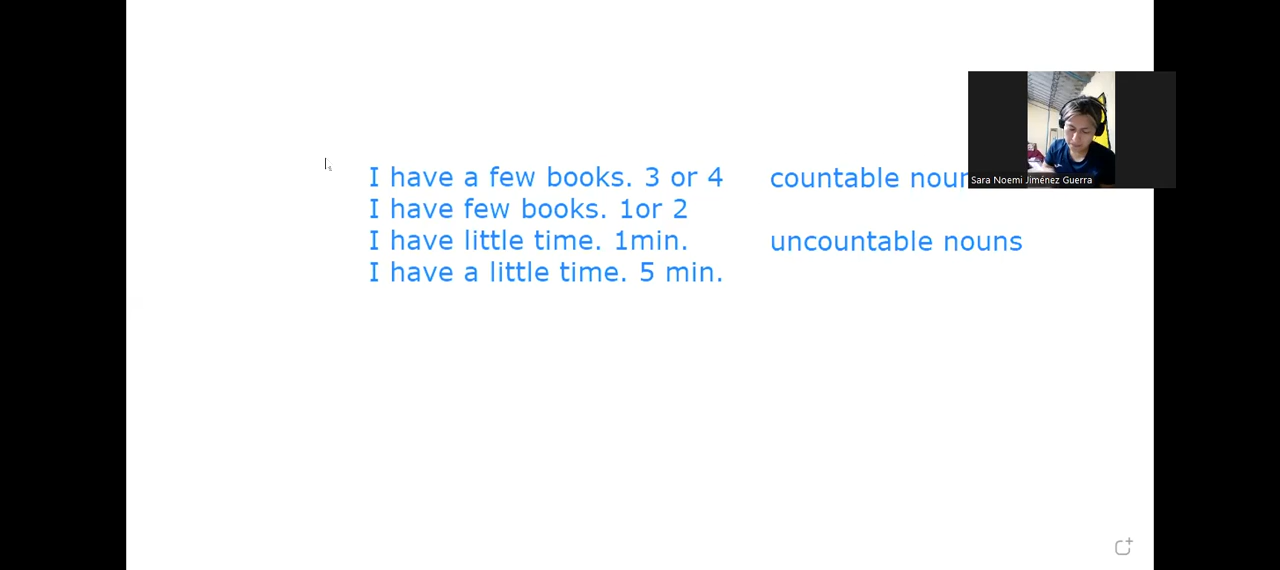 I have a few books. 3 or 4 countable
I have few books. 1or 2
I have little time. 1min. uncountable nouns
I have a little time. 5 min.
Sara Noemi Jiménez Guerra